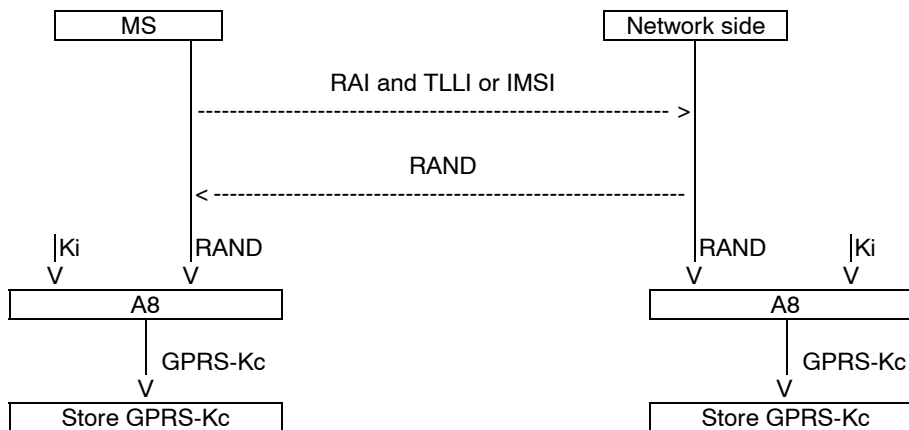 MS Network side
RAI and TLLI or IMSI
RAND
Ki RAND RAND Ki
A8 A8
GPRS-Kc GPRS-Kc
Store GPRS-Kc Store GPRS-Kc